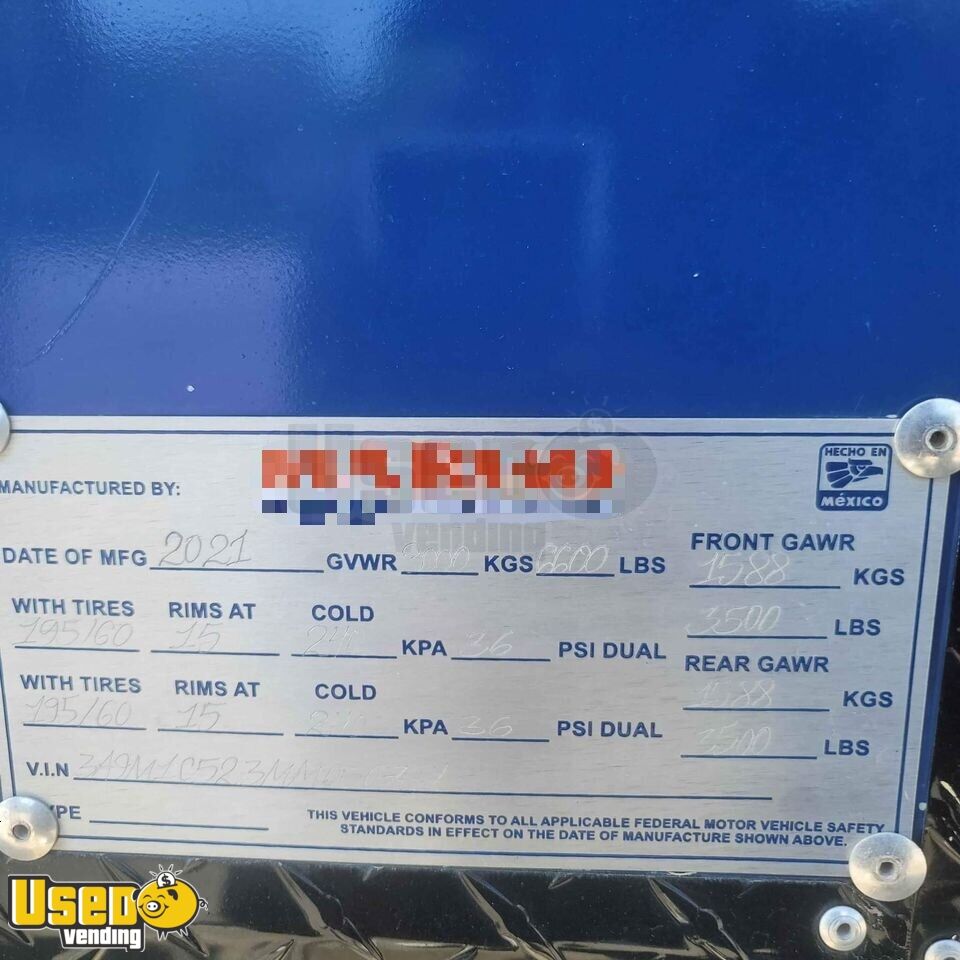 HECHO EN
MÉXICO
MANUFACTURED BY:
vending
DATE OF MFG 2021 GVWR KGS 6600 LBS
FRONT GAWR
1588 KGS
3500 LBS
WITH TIRES RIMS AT COLD
195/60 15 KPA 36 PSI DUAL
REAR GAWR
1588 KGS
3500 LBS
WITH TIRES RIMS AT COLD
195/60 15 KPA 36 PSI DUAL
V.I.N
THIS VEHICLE CONFORMS TO ALL APPLICABLE FEDERAL MOTOR VEHICLE SAFETY
STANDARDS IN EFFECT ON THE DATE OF MANUFACTURE SHOWN ABOVE.
USED
vending